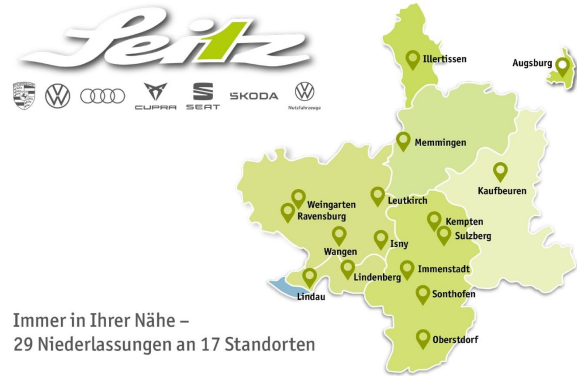 Seitz
CUPRA
SEAT
ŠKODA
Nutzfahrzeuge
Illertissen
Augsburg
Memmingen
Kaufbeuren
Weingarten
Leutkirch
Ravensburg
Kempten
Wangen
Isny
Sulzberg
Lindau
Lindenberg
Immenstadt
Sonthofen
Oberstdorf
Immer in Ihrer Nähe –
29 Niederlassungen an 17 Standorten